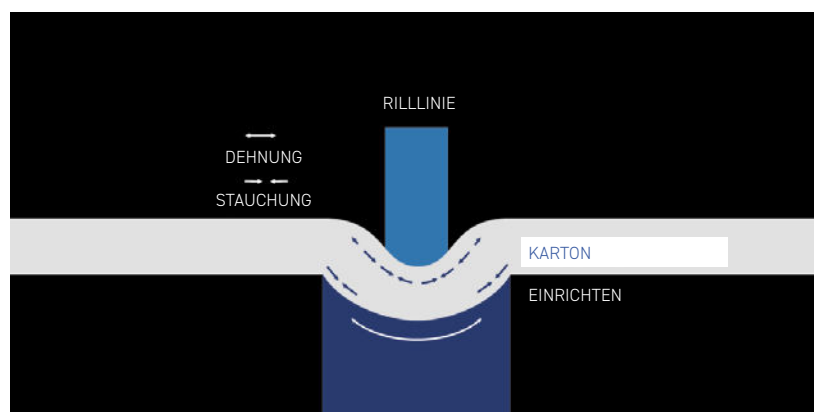 RILLLINIE
DEHNUNG
STAUCHUNG
KARTON
EINRICHTEN